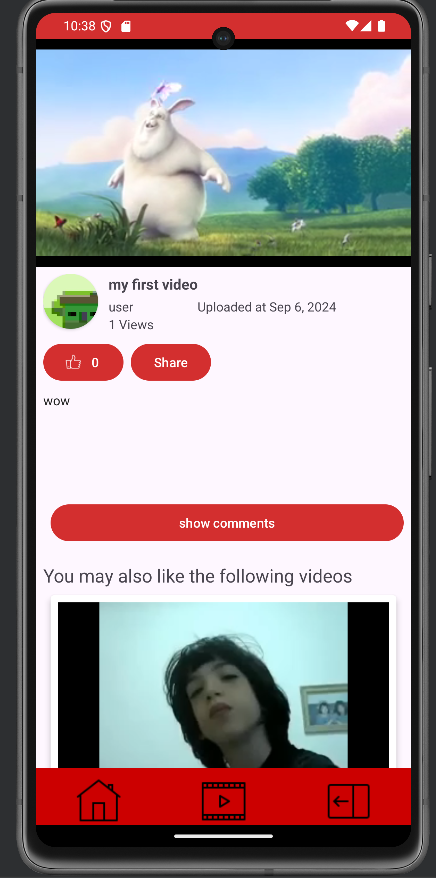 10:38
my first video
user Uploaded at Sep 6, 2024
1 Views
0 Share
wow
show comments
You may also like the following videos